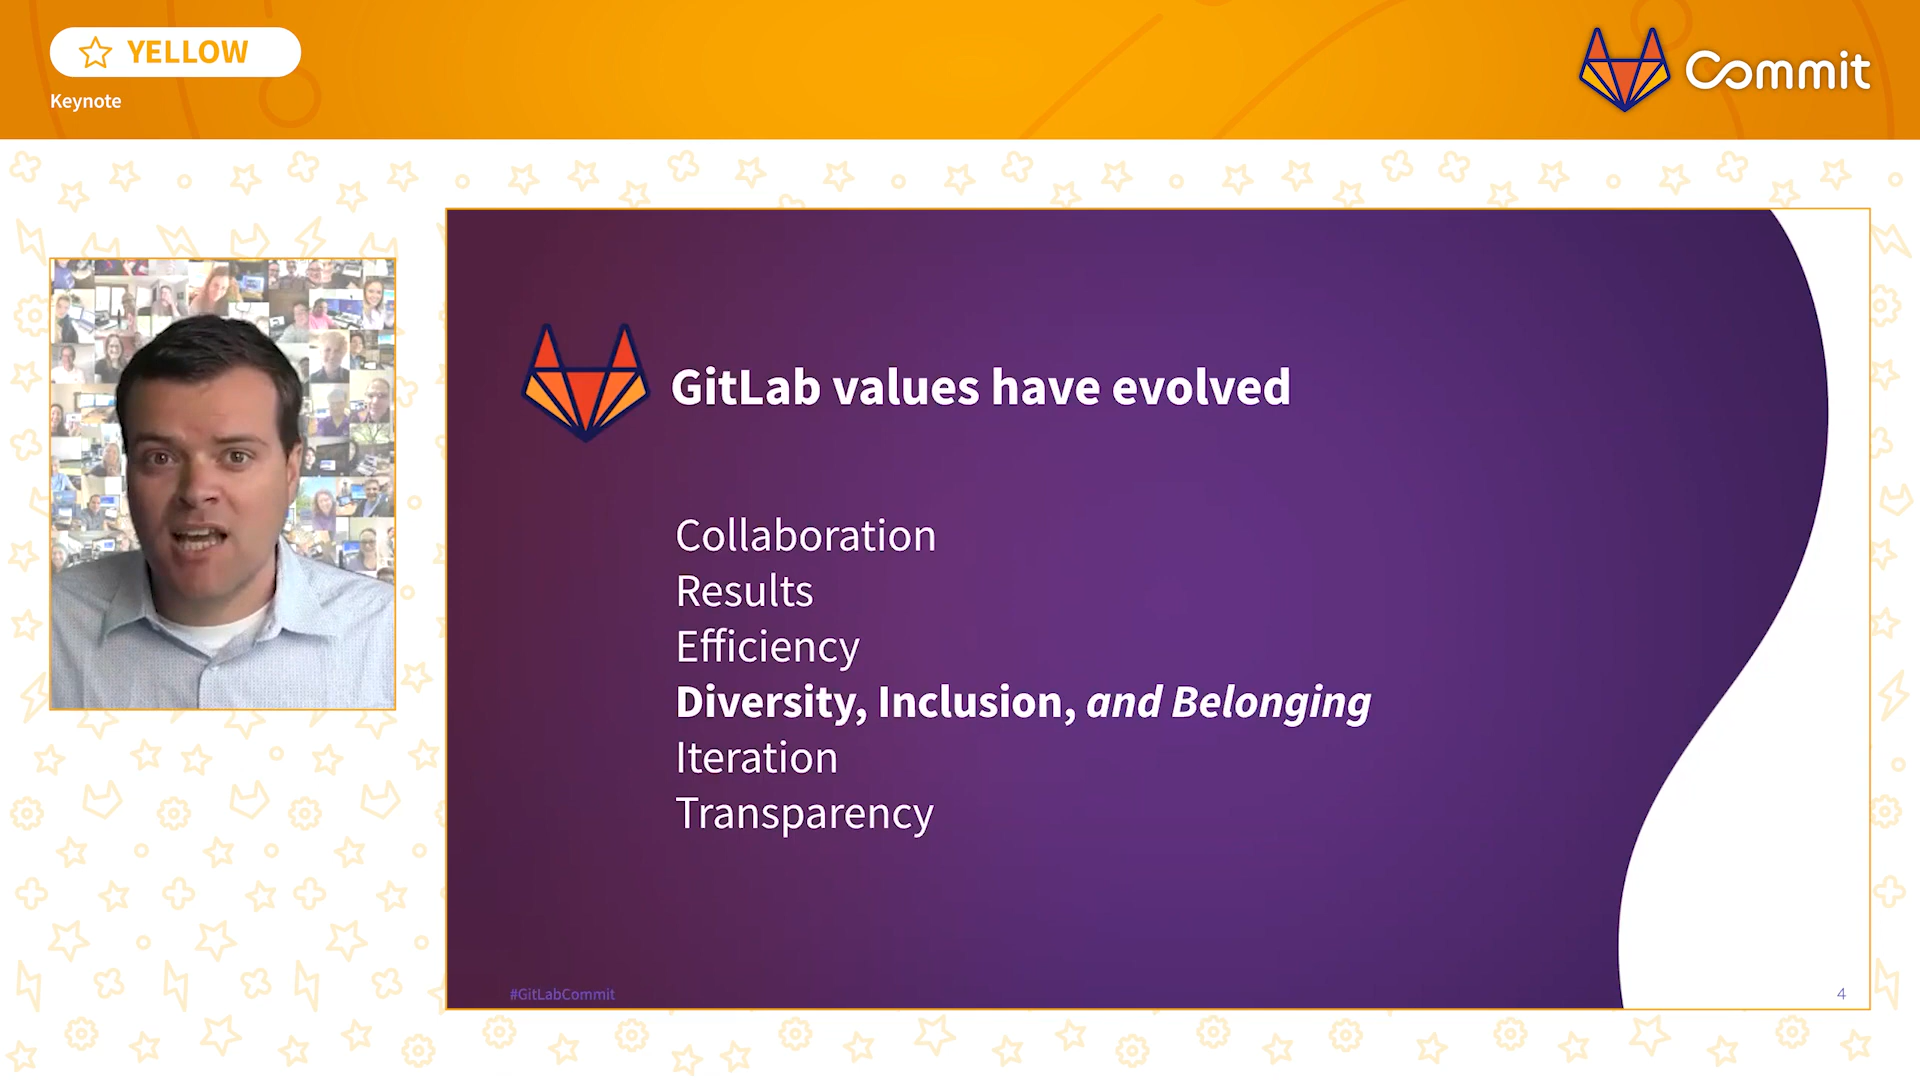 YELLOW
Keynote
Commit
GitLab values have evolved
Collaboration
Results
Efficiency
Diversity, Inclusion, and Belonging
Iteration
Transparency
#GitLabCommit
4